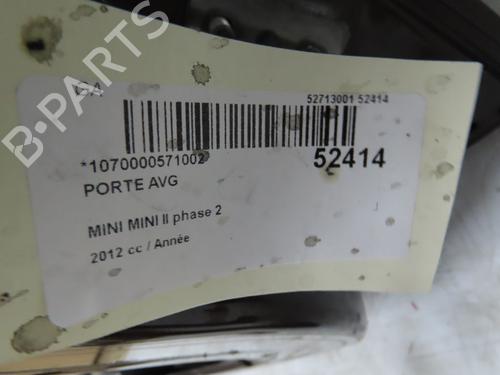 52713001 52414
*1070000571002*
52414
PORTE AVG
MINI MINI II phase 2
2012 cc / Année
B-PARTS